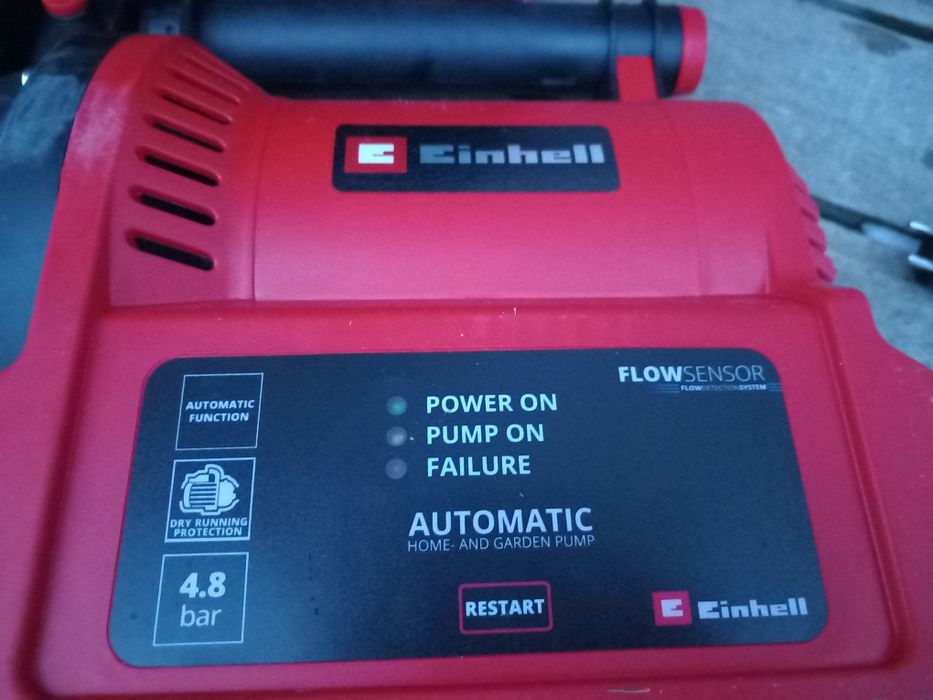 Einhell
FLOWSENSOR
FLOWDETECTIONSYSTEM
AUTOMATIC
FUNCTION
POWER ON
PUMP ON
FAILURE
DRY RUNNING
PROTECTION
AUTOMATIC
HOME- AND GARDEN PUMP
4.8
bar
RESTART
Einhell